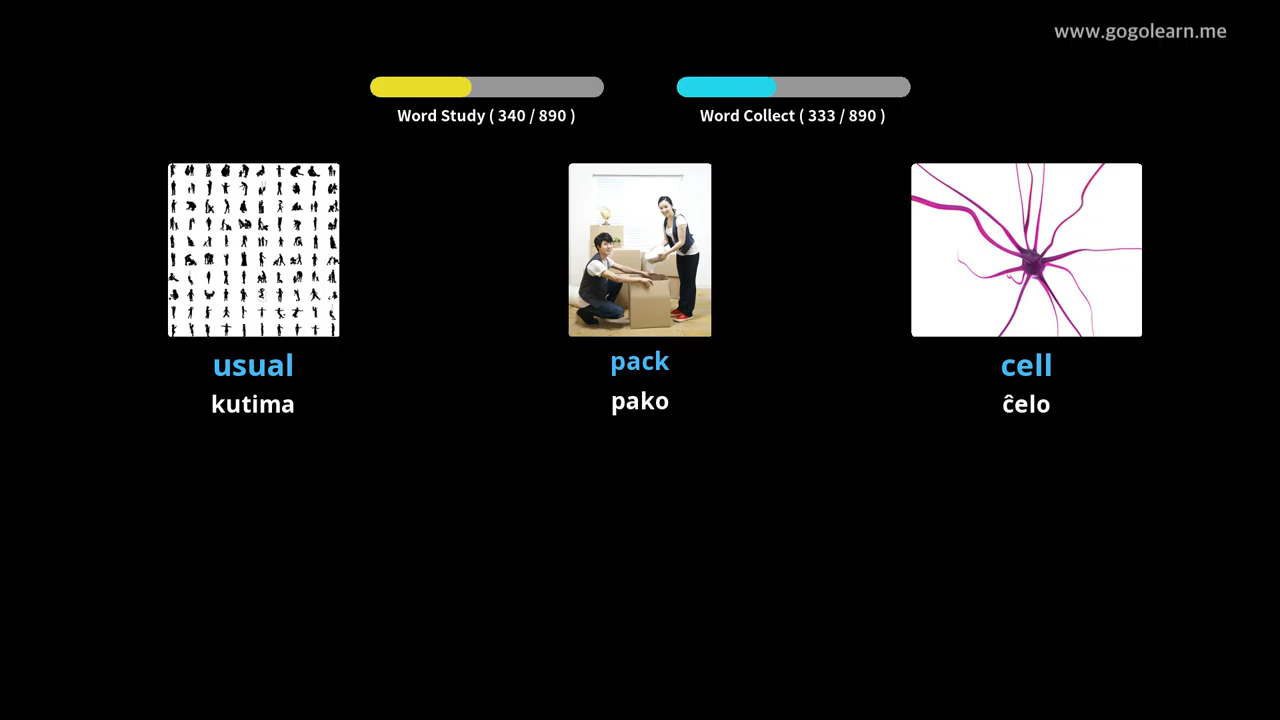 www.gogolearn.me
Word Study ( 340 / 890 )
Word Collect ( 333 / 890 )
usual
kutima
pack
pako
cell
ĉelo